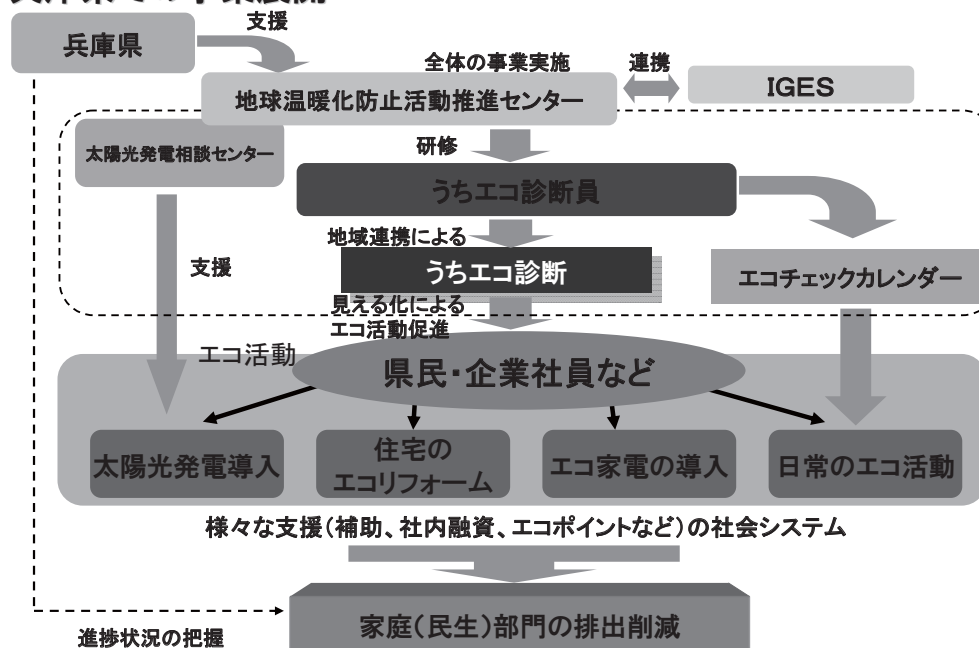 支援
兵庫県
全体の事業実施
連携
地球温暖化防止活動推進センター
IGES
太陽光発電相談センター
研修
うちエコ診断員
地域連携による
支援
うちエコ診断
エコチェックカレンダー
見える化による
エコ活動促進
エコ活動
県民・企業社員など
太陽光発電導入
住宅の
エコリフォーム
エコ家電の導入
日常のエコ活動
様々な支援(補助、社内融資、エコポイントなど)の社会システム
家庭(民生)部門の排出削減
進捗状況の把握